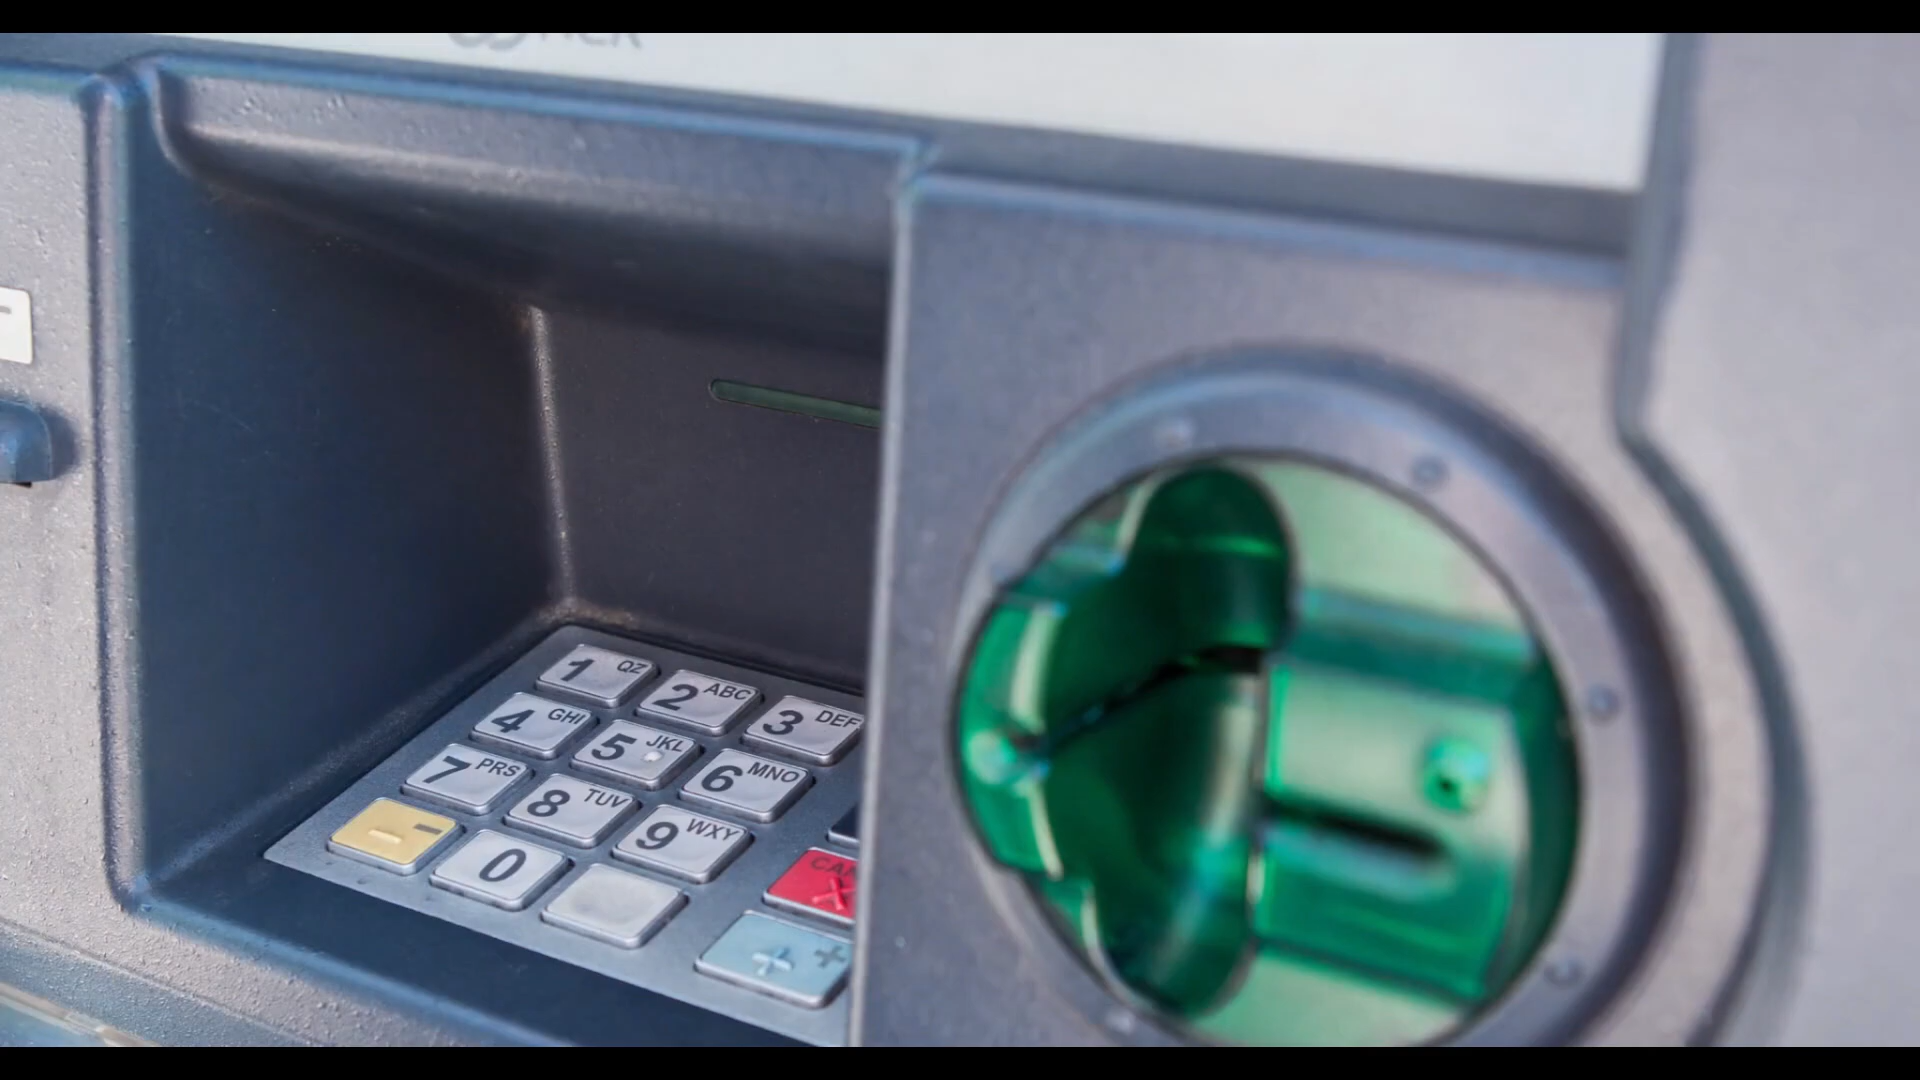 1 QZ
2 ABC
3 DEF
4 GHI
5 JKL
6 MNO
7 PRS
8 TUV
9 WXY
0